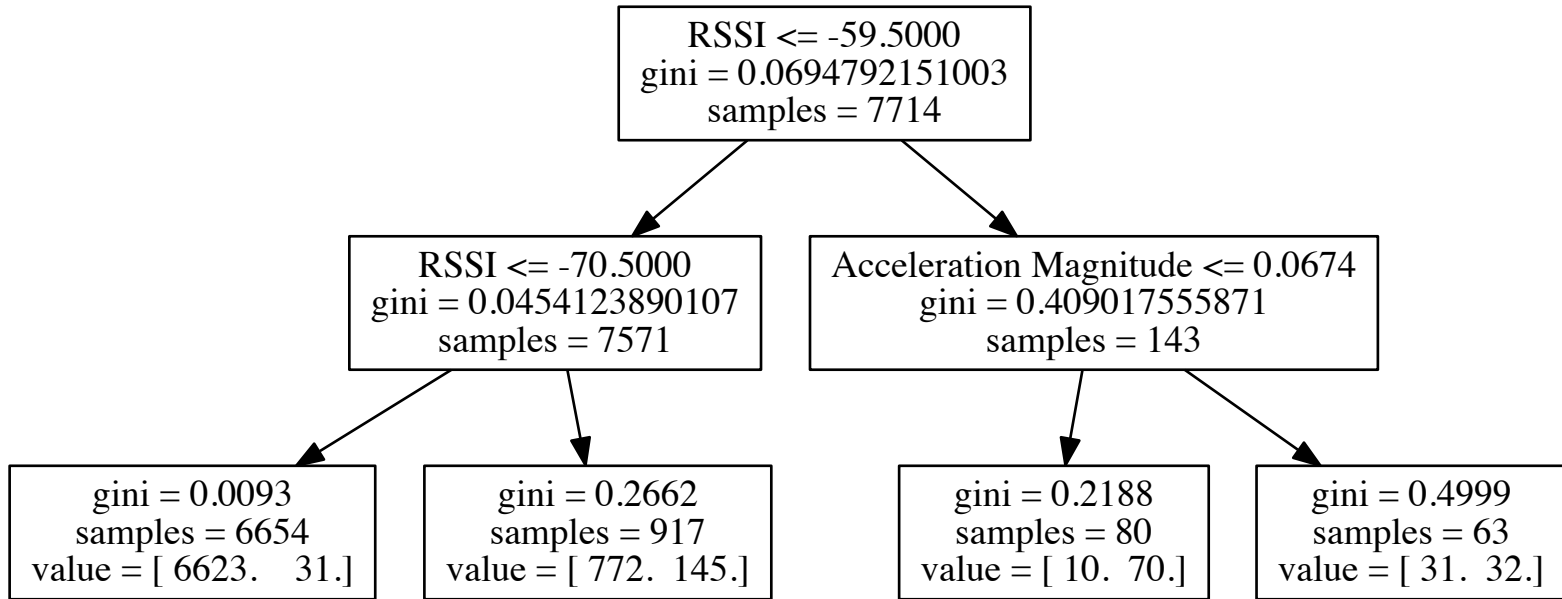 RSSI <= -59.5000
gini = 0.0694792151003
samples = 7714
RSSI <= -70.5000
gini = 0.0454123890107
samples = 7571
Acceleration Magnitude <= 0.0674
gini = 0.409017555871
samples = 143
gini = 0.0093
samples = 6654
value = [ 6623. 31.]
gini = 0.2662
samples = 917
value = [ 772. 145.]
gini = 0.2188
samples = 80
value = [ 10. 70.]
gini = 0.4999
samples = 63
value = [ 31. 32.]